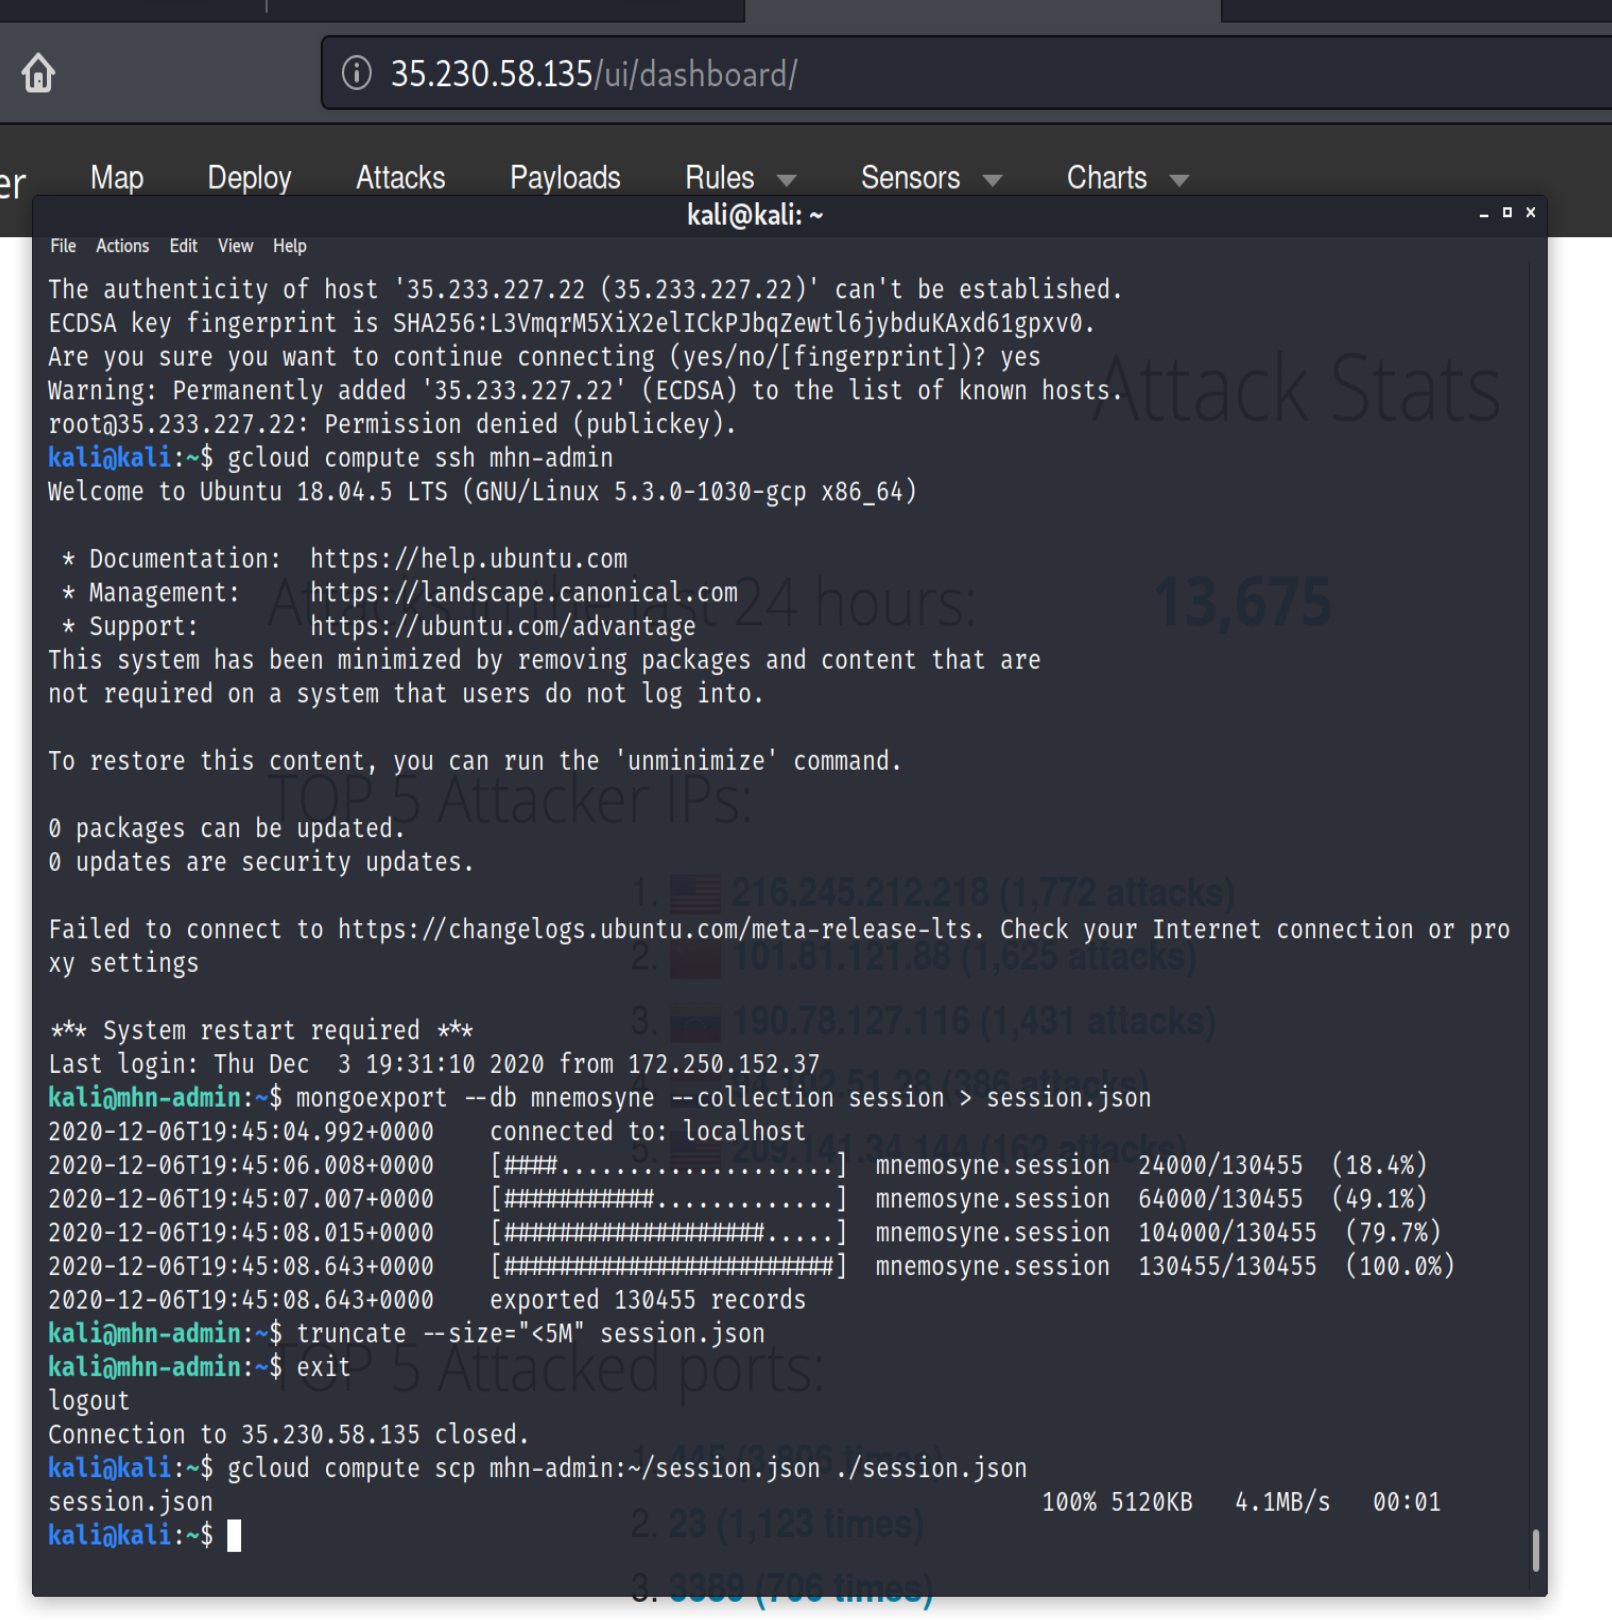 35.230.58.135/ui/dashboard/
er Map Deploy Attacks Payloads Rules Sensors Charts
kali@kali: ~
File Actions Edit View Help
The authenticity of host '35.233.227.22 (35.233.227.22)' can't be established.
ECDSA key fingerprint is SHA256:L3VmqrM5XiX2elICkPJbqZewtl6jybduKAxd61gpxv0.
Are you sure you want to continue connecting (yes/no/[fingerprint])? yes
Warning: Permanently added '35.233.227.22' (ECDSA) to the list of known hosts.
Attack Stats
root@35.233.227.22: Permission denied (publickey).
kali@kali:~$ gcloud compute ssh mhn-admin
Welcome to Ubuntu 18.04.5 LTS (GNU/Linux 5.3.0-1030-gcp x86_64)
* Documentation: https://help.ubuntu.com
* Management: https://landscape.canonical.com
Attacks in the last 24 hours: 13,675
* Support: https://ubuntu.com/advantage
This system has been minimized by removing packages and content that are
not required on a system that users do not log into.
To restore this content, you can run the 'unminimize' command.
TOP 5 Attacker IPs:
0 packages can be updated.
0 updates are security updates.
1. 216.245.212.218 (1,772 attacks)
Failed to connect to https://changelogs.ubuntu.com/meta-release-lts. Check your Internet connection or pro
xy settings
2. 101.81.121.88 (1,625 attacks)
3. 190.78.127.116 (1,431 attacks)
*** System restart required ***
Last login: Thu Dec  3 19:31:10 2020 from 172.250.152.37
kali@mhn-admin:~$ mongoexport --db mnemosyne --collection session > session.json
2020-12-06T19:45:04.992+0000 connected to: localhost
5. 209.141.34.144 (162 attacks)
2020-12-06T19:45:06.008+0000 [####....................] mnemosyne.session 24000/130455 (18.4%)
2020-12-06T19:45:07.007+0000 [###########.............] mnemosyne.session 64000/130455 (49.1%)
2020-12-06T19:45:08.015+0000 [###################.....] mnemosyne.session 104000/130455 (79.7%)
2020-12-06T19:45:08.643+0000 [########################] mnemosyne.session 130455/130455 (100.0%)
2020-12-06T19:45:08.643+0000 exported 130455 records
kali@mhn-admin:~$ truncate --size="<5M" session.json
kali@mhn-admin:~$ exit
TOP 5 Attacked ports:
logout
Connection to 35.230.58.135 closed.
kali@kali:~$ gcloud compute scp mhn-admin:~/session.json ./session.json
session.json 100% 5120KB 4.1MB/s 00:01
2. 23 (1,123 times)
kali@kali:~$
3. 3389 (706 times)